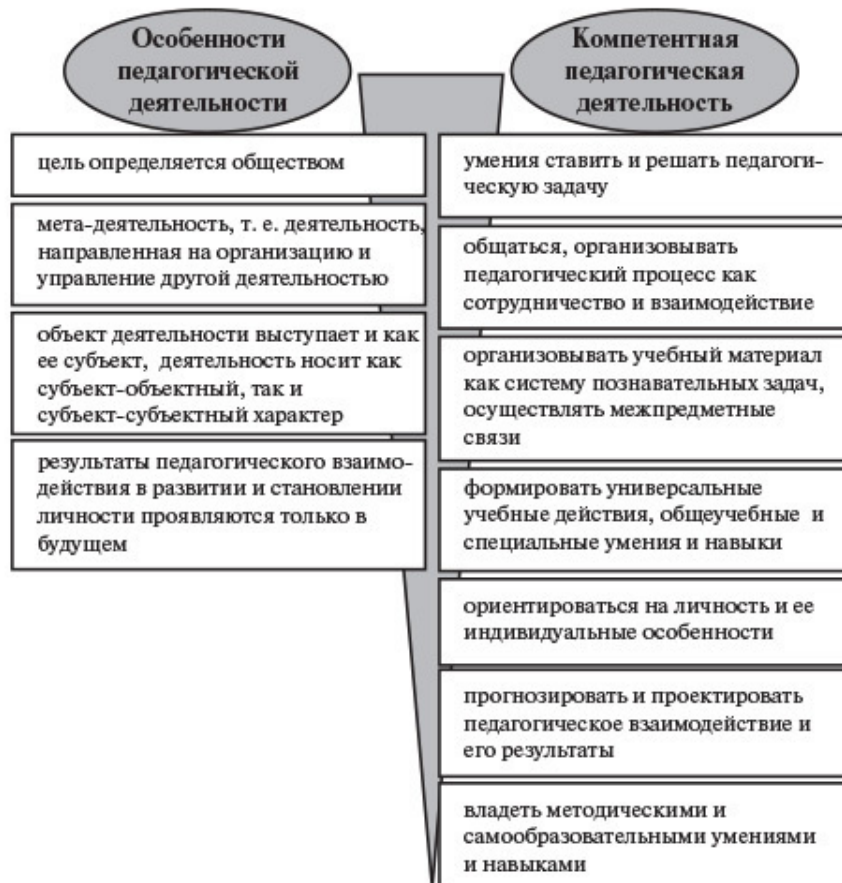 Особенности
педагогической
деятельности
цель определяется обществом
мета-деятельность, т. е. деятельность,
направленная на организацию и
управление другой деятельностью
объект деятельности выступает и как
ее субъект, деятельность носит как
субъект-объектный, так и
субъект-субъектный характер
результаты педагогического взаимо-
действия в развитии и становлении
личности проявляются только в
будущем
Компетентная
педагогическая
деятельность
умения ставить и решать педагоги-
ческую задачу
общаться, организовывать
педагогический процесс как
сотрудничество и взаимодействие
организовывать учебный материал
как систему познавательных задач,
осуществлять межпредметные
связи
формировать универсальные
учебные действия, общеучебные и
специальные умения и навыки
ориентироваться на личность и ее
индивидуальные особенности
прогнозировать и проектировать
педагогическое взаимодействие и
его результаты
владеть методическими и
самообразовательными умениями
и навыками